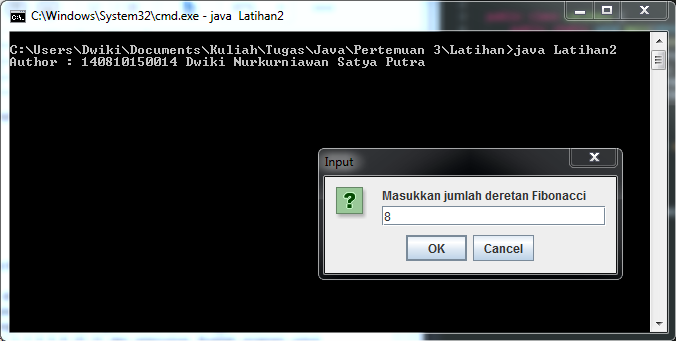 C:\Windows\System32\cmd.exe - java  Latihan2
C:\Users\Dwiki\Documents\Kuliah\Tugas\Java\Pertemuan 3\Latihan>java Latihan2
Author : 140810150014 Dwiki Nurkurniawan Satya Putra
Input
Masukkan jumlah deretan Fibonacci
8
OK Cancel